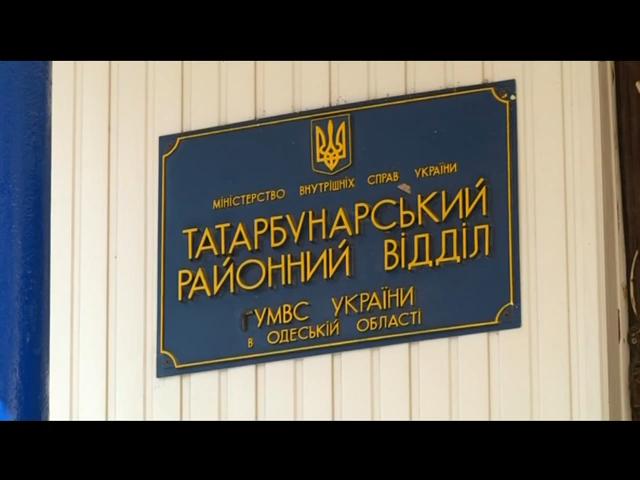 МІНІСТЕРСТВО ВНУТРІШНІХ СПРАВ УКРАЇНИ
ТАТАРБУНАРСЬКИЙ
РАЙОННИЙ ВІДДІЛ
ГУМВС УКРАЇНИ
В ОДЕСЬКІЙ ОБЛАСТІ